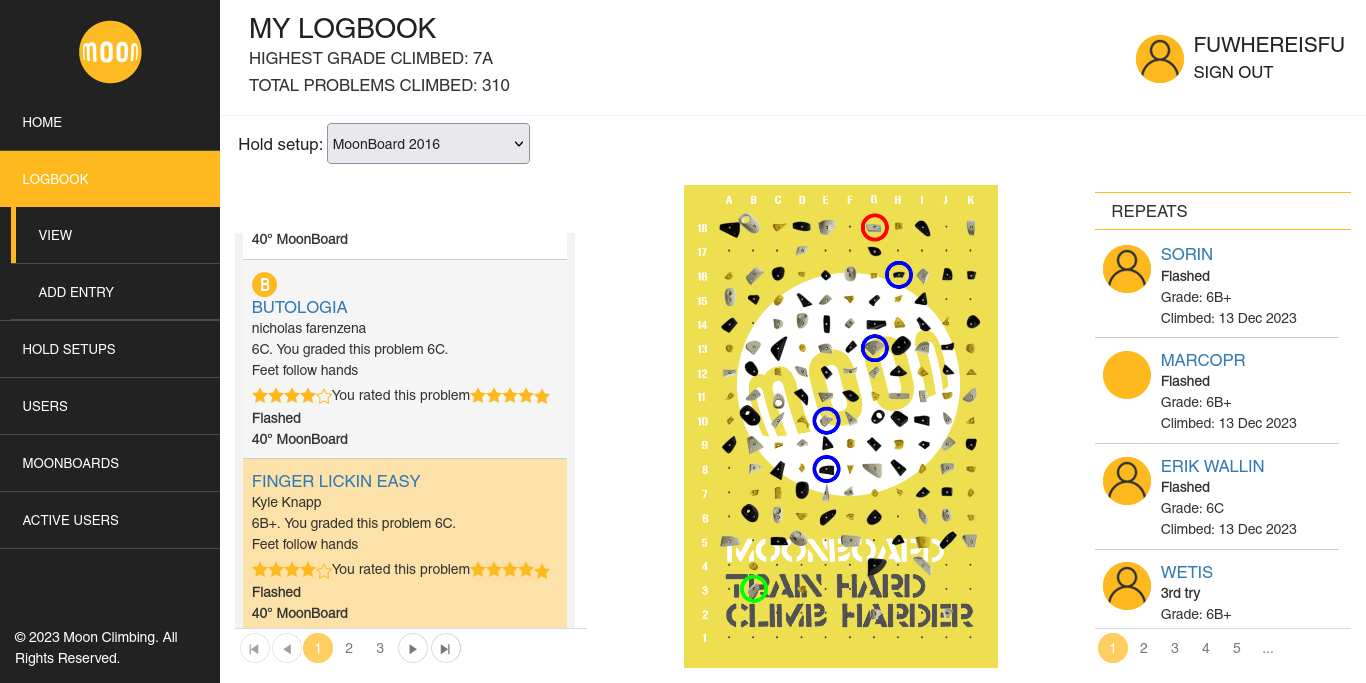 moon
HOME
LOGBOOK
VIEW
ADD ENTRY
HOLD SETUPS
USERS
MOONBOARDS
ACTIVE USERS
© 2023 Moon Climbing. All
Rights Reserved.
MY LOGBOOK
HIGHEST GRADE CLIMBED: 7A
TOTAL PROBLEMS CLIMBED: 310
FUWHEREISFU
SIGN OUT
Hold setup: MoonBoard 2016
40° MoonBoard
B
BUTOLOGIA
nicholas farenzena
6C. You graded this problem 6C.
Feet follow hands
You rated this problem
Flashed
40° MoonBoard
FINGER LICKIN EASY
Kyle Knapp
6B+. You graded this problem 6C.
Feet follow hands
You rated this problem
Flashed
40° MoonBoard
1 2 3
A B C D E F G H I J K
18
17
16
15
14
13
12
11
10
9
8
7
6
5
4
3
2
1
moon
MOONBOARD
TRAIN HARD
CLIMB HARDER
REPEATS
SORIN
Flashed
Grade: 6B+
Climbed: 13 Dec 2023
MARCOPR
Flashed
Grade: 6B+
Climbed: 13 Dec 2023
ERIK WALLIN
Flashed
Grade: 6C
Climbed: 13 Dec 2023
WETIS
3rd try
Grade: 6B+
1 2 3 4 5 ...